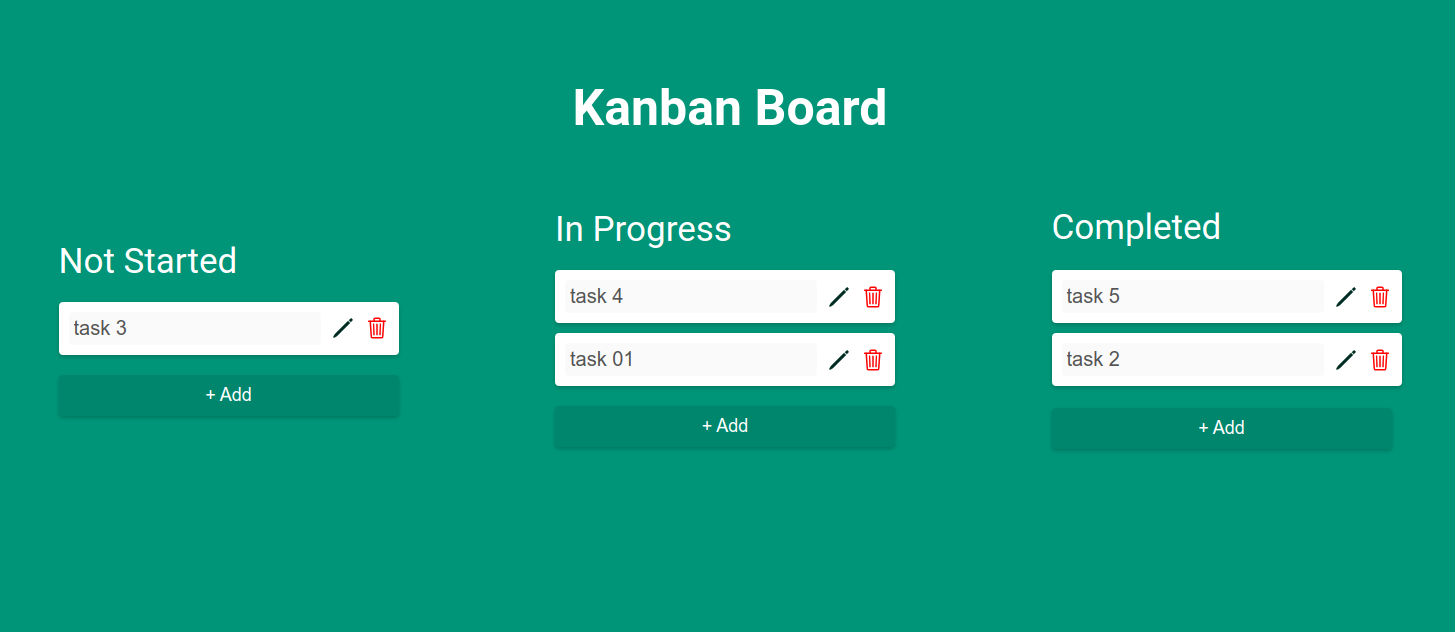 Kanban Board
Not Started
task 3
+ Add
In Progress
task 4
task 01
+ Add
Completed
task 5
task 2
+ Add